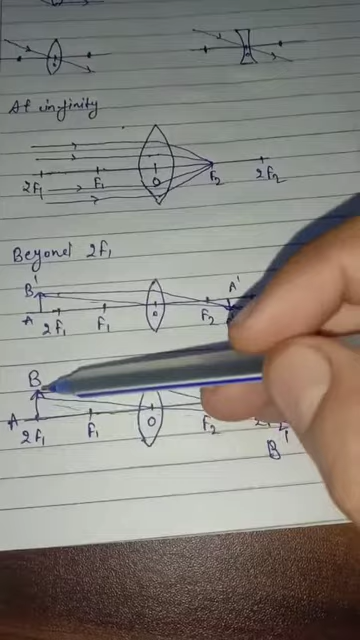 At infinity
2F₁ F₁ O F₂ 2F₂
Beyond 2F₁
B'
A'
A 2F₁ F₁ O F₂
B
A 2F₁ F₁ O F₂
B'